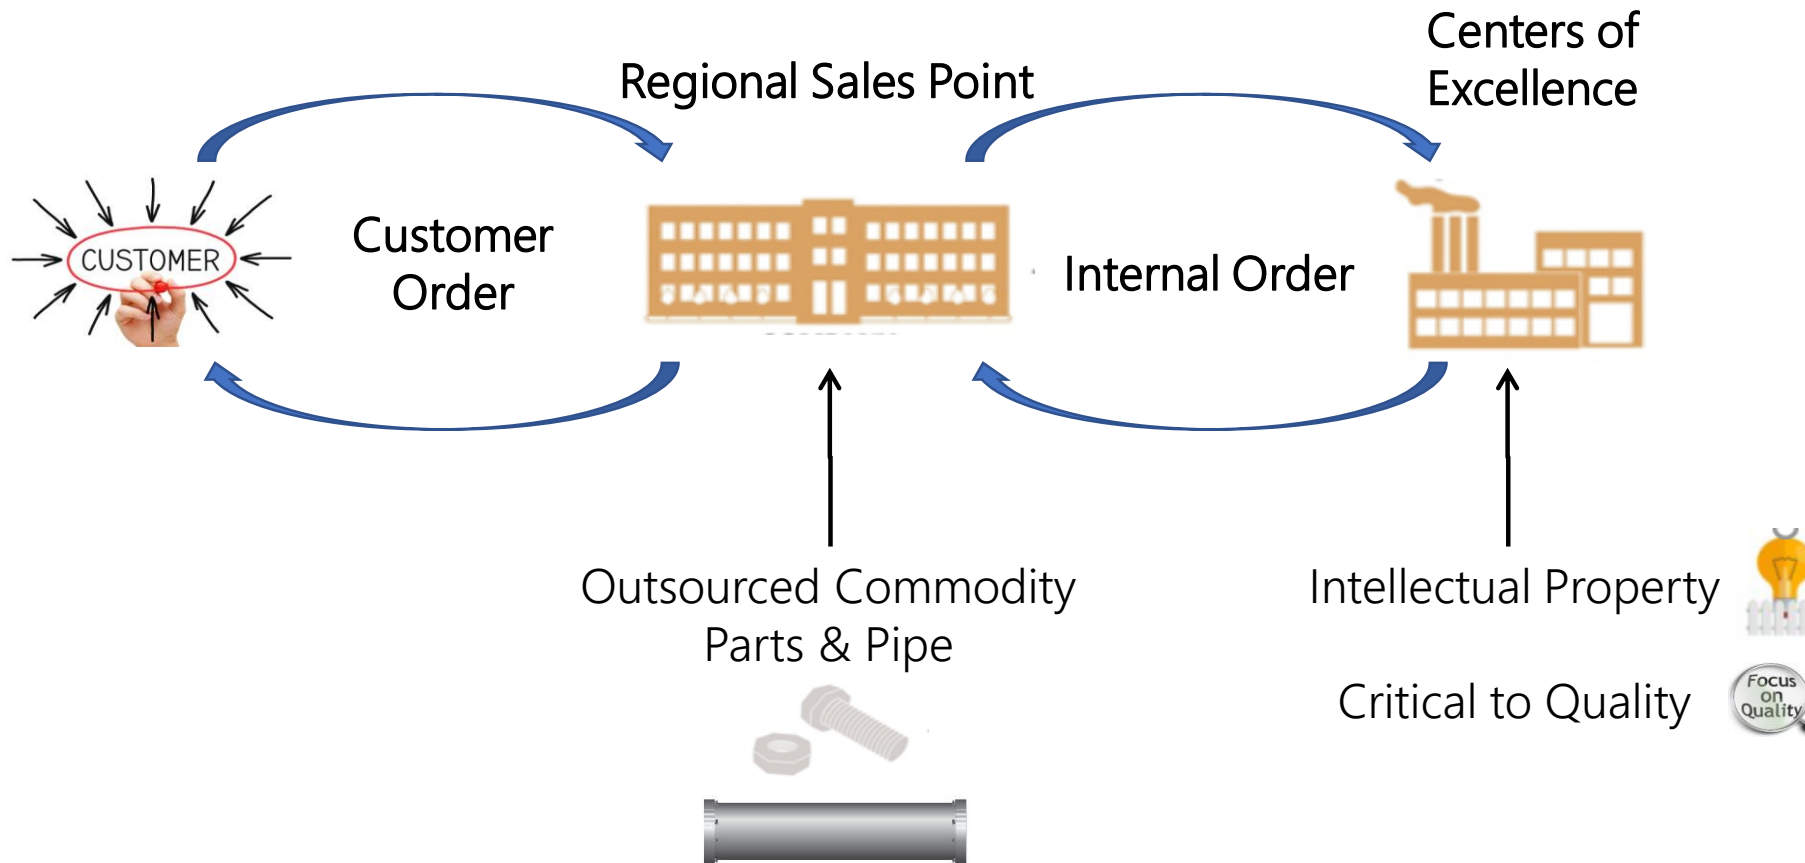 Centers of
Excellence
Regional Sales Point
CUSTOMER
Customer
Order
Internal Order
Outsourced Commodity
Parts & Pipe
Intellectual Property
Critical to Quality
Focus
on
Quality